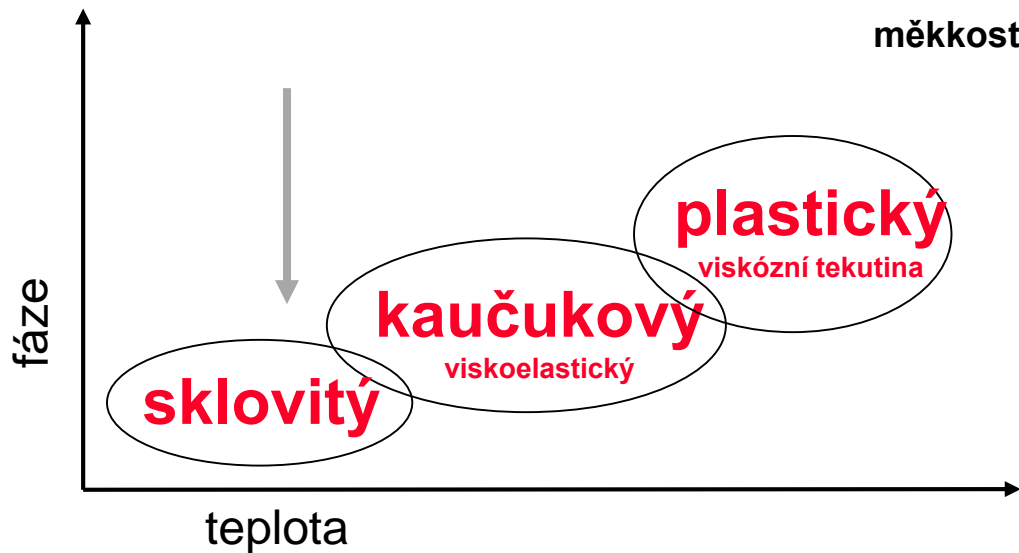 měkkost
plastický
viskózní tekutina
kaučukový
viskoelastický
sklovitý
fáze
teplota